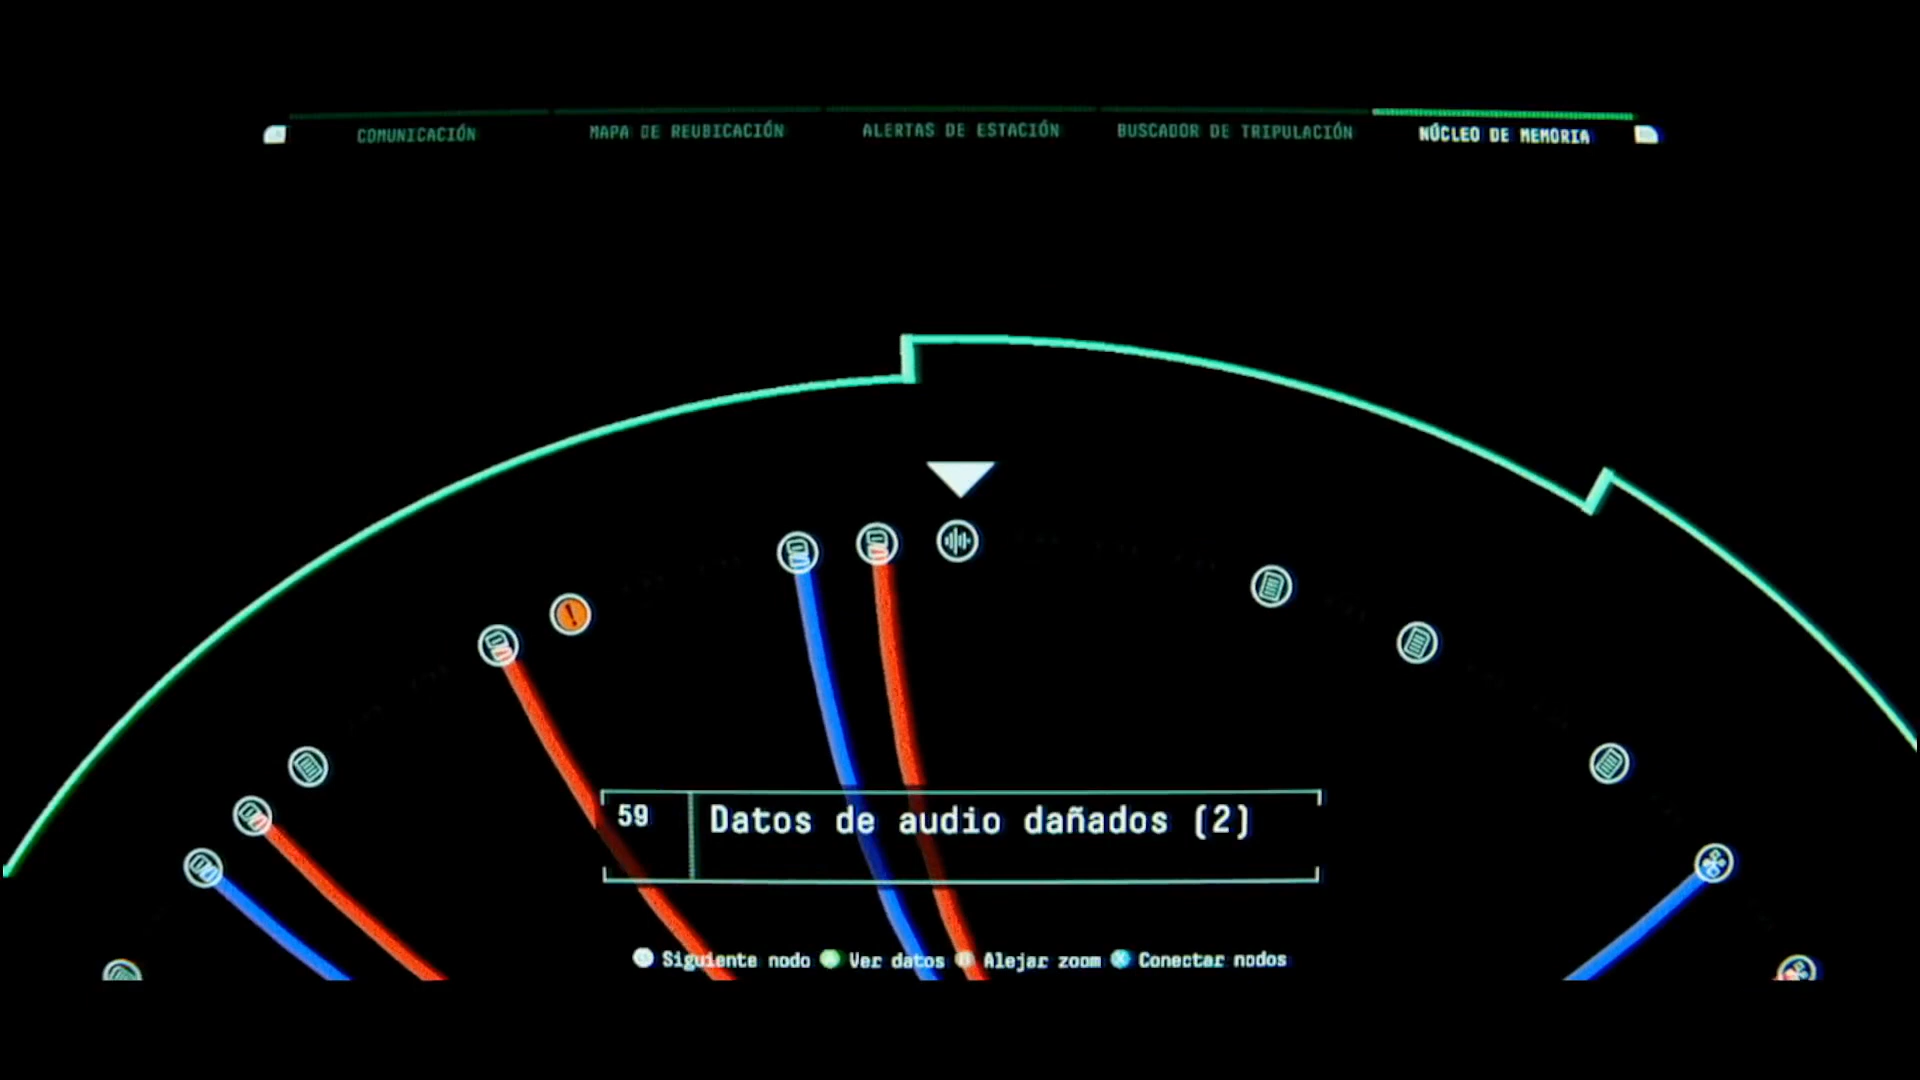 COMUNICACIÓN
MAPA DE REUBICACIÓN
ALERTAS DE ESTACIÓN
BUSCADOR DE TRIPULACIÓN
NÚCLEO DE MEMORIA
59
Datos de audio dañados (2)
Siguiente nodo
Ver datos
Alejar zoom
X Conectar nodos